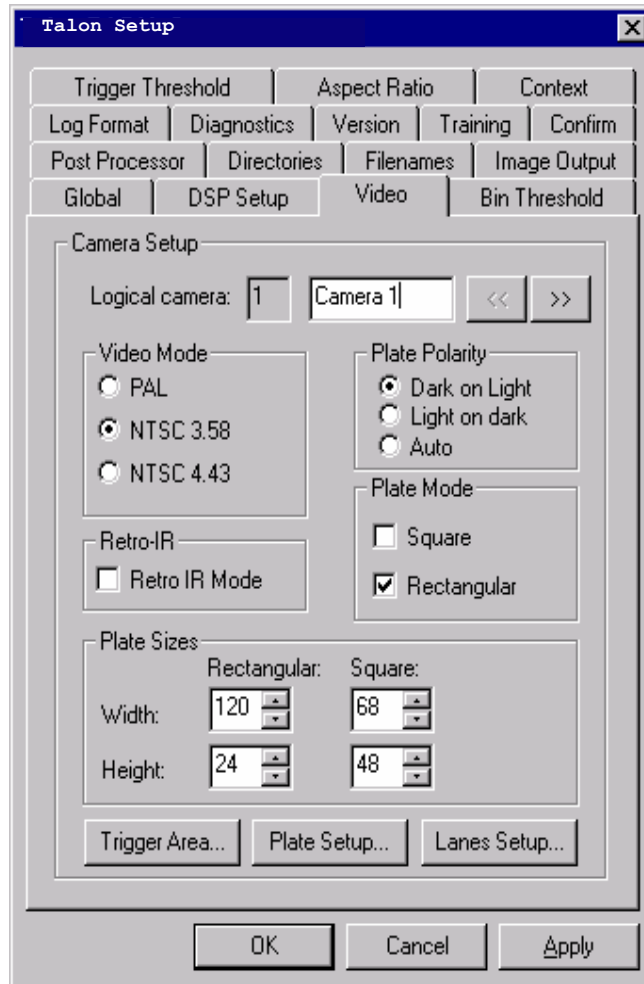 Talon Setup
Trigger Threshold Aspect Ratio Context
Log Format Diagnostics Version Training Confirm
Post Processor Directories Filenames Image Output
Global DSP Setup Video Bin Threshold
Camera Setup
Logical camera: 1 Camera 1 << >>
Video Mode
PAL
NTSC 3.58
NTSC 4.43
Plate Polarity
Dark on Light
Light on dark
Auto
Plate Mode
Square
Rectangular
Retro-IR
Retro IR Mode
Plate Sizes
Rectangular: Square:
Width: 120 68
Height: 24 48
Trigger Area... Plate Setup... Lanes Setup...
OK Cancel Apply